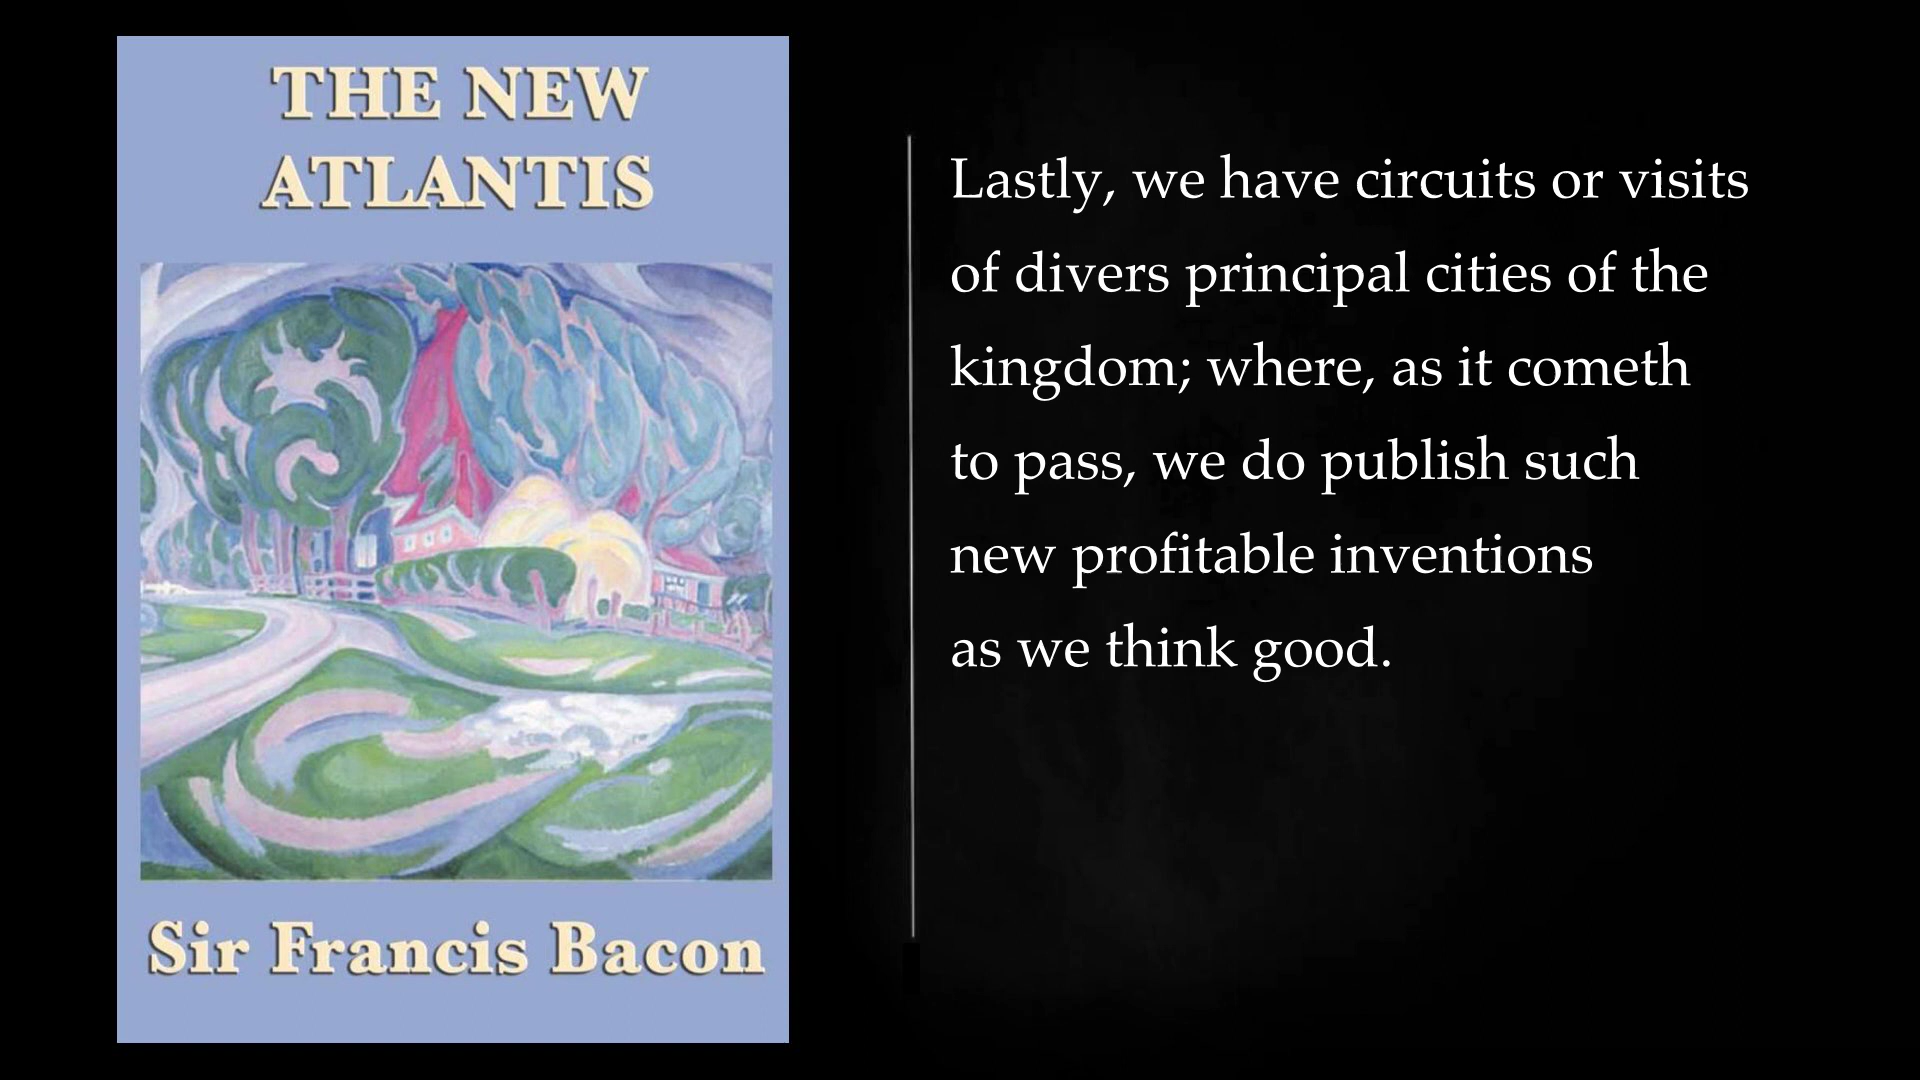 THE NEW
ATLANTIS
Sir Francis Bacon
Lastly, we have circuits or visits
of divers principal cities of the
kingdom; where, as it cometh
to pass, we do publish such
new profitable inventions
as we think good.